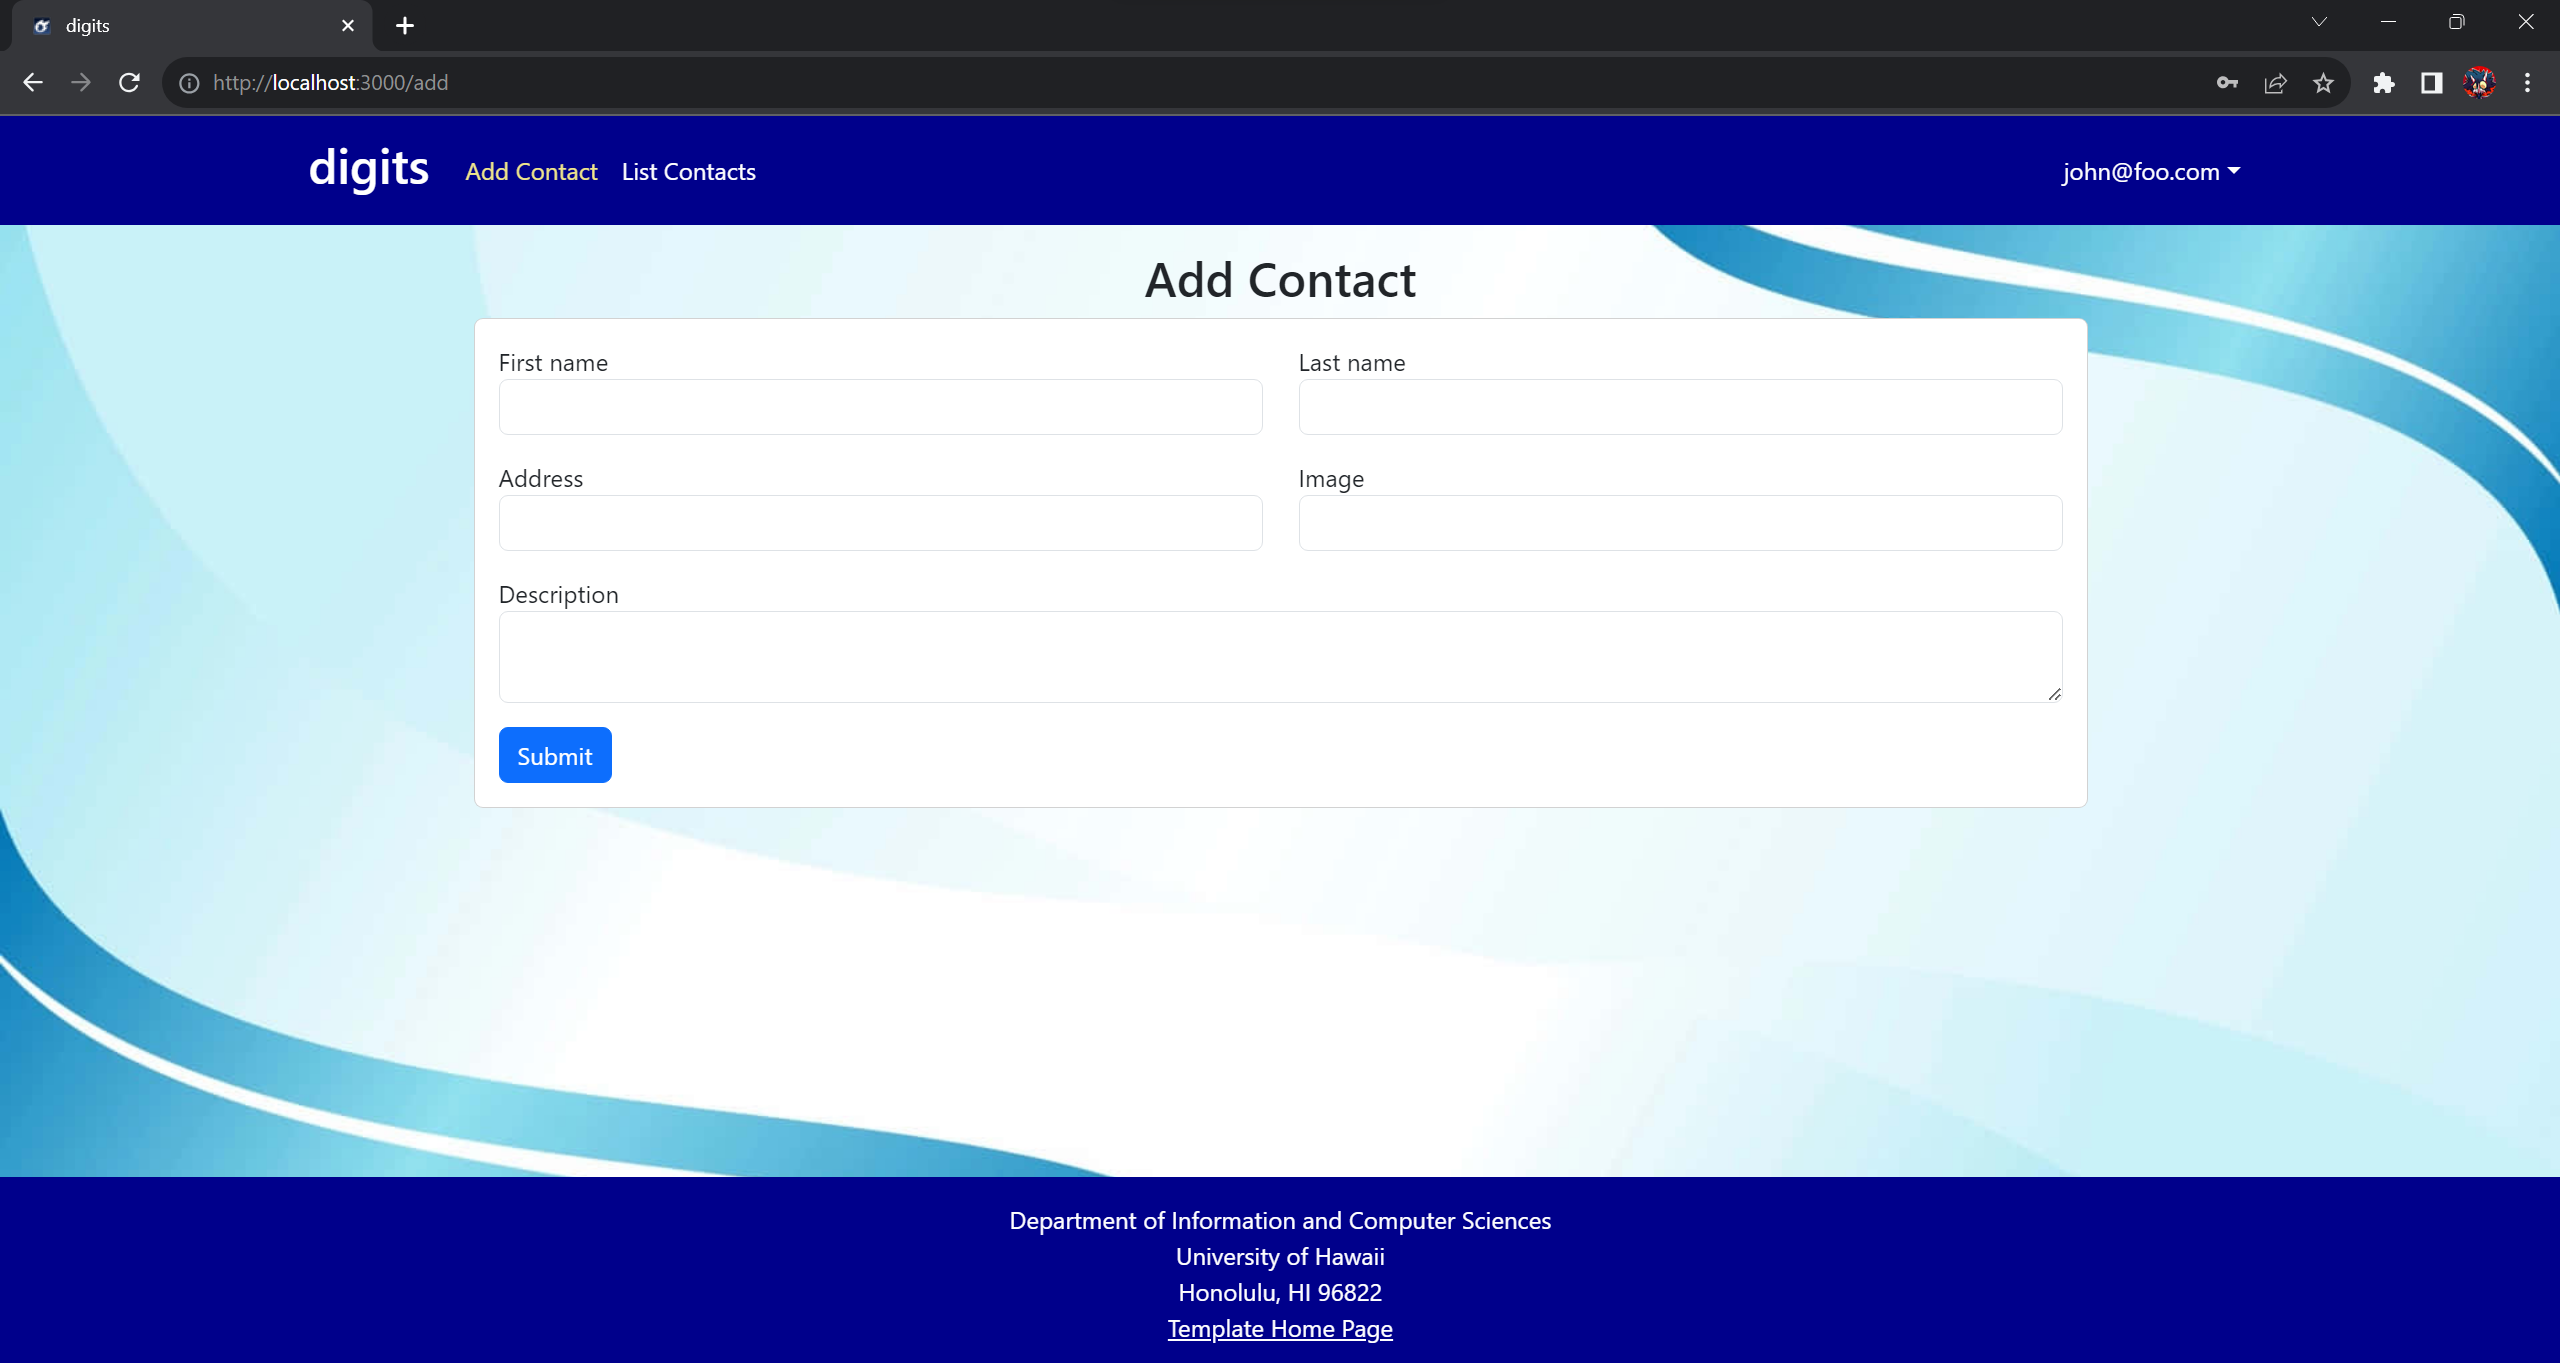 digits
http://localhost:3000/add
digits Add Contact List Contacts john@foo.com
Add Contact
First name Last name
Address Image
Description
Submit
Department of Information and Computer Sciences
University of Hawaii
Honolulu, HI 96822
Template Home Page